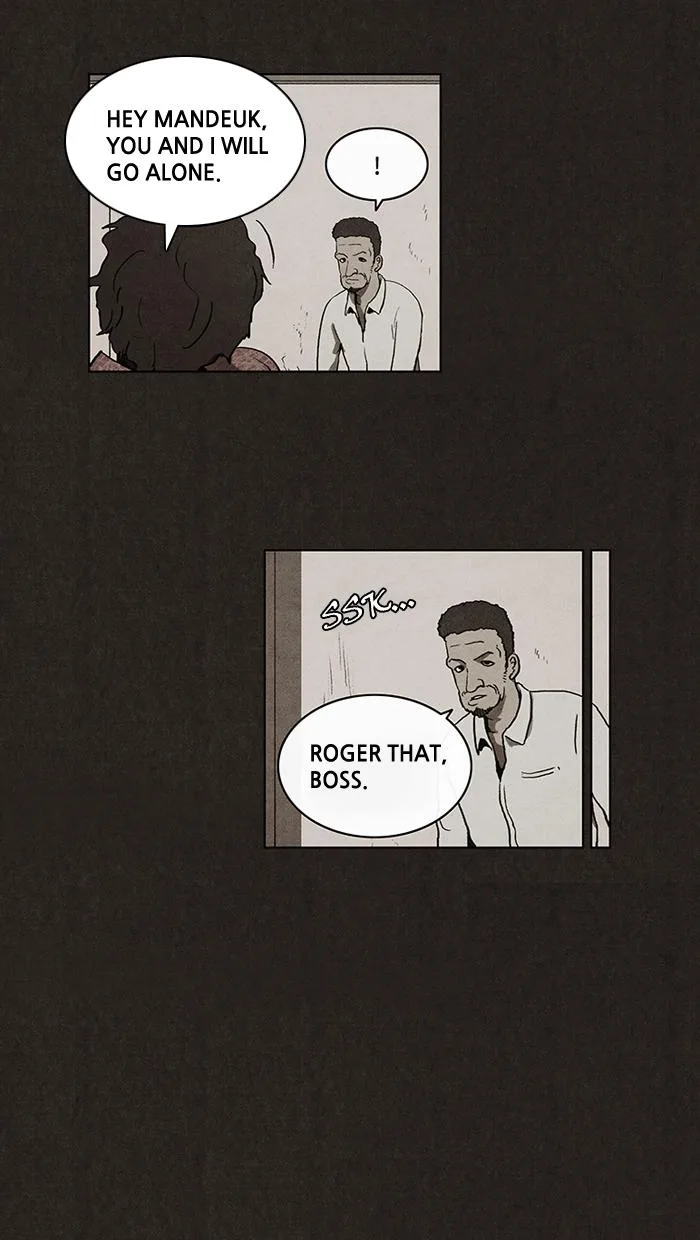 HEY MANDEUK,
YOU AND I WILL
GO ALONE.
!
SSK...
ROGER THAT,
BOSS.